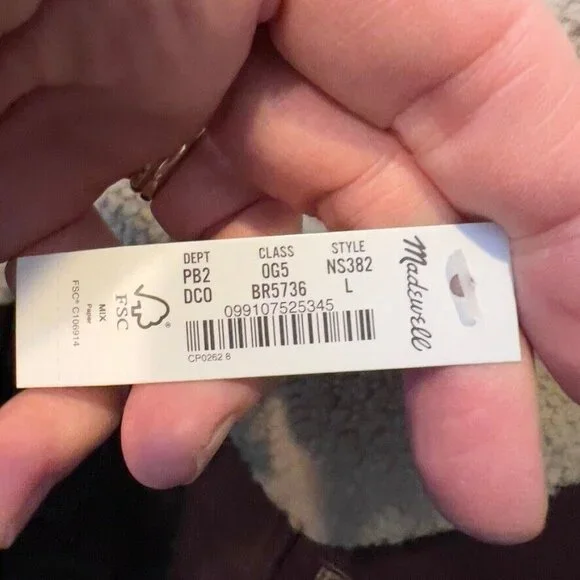 DEPT CLASS STYLE
PB2 0G5 NS382
DC0 BR5736 L
099107525345
CP0262 8
Madewell
FSC®
MIX
Paper
FSC® C106914